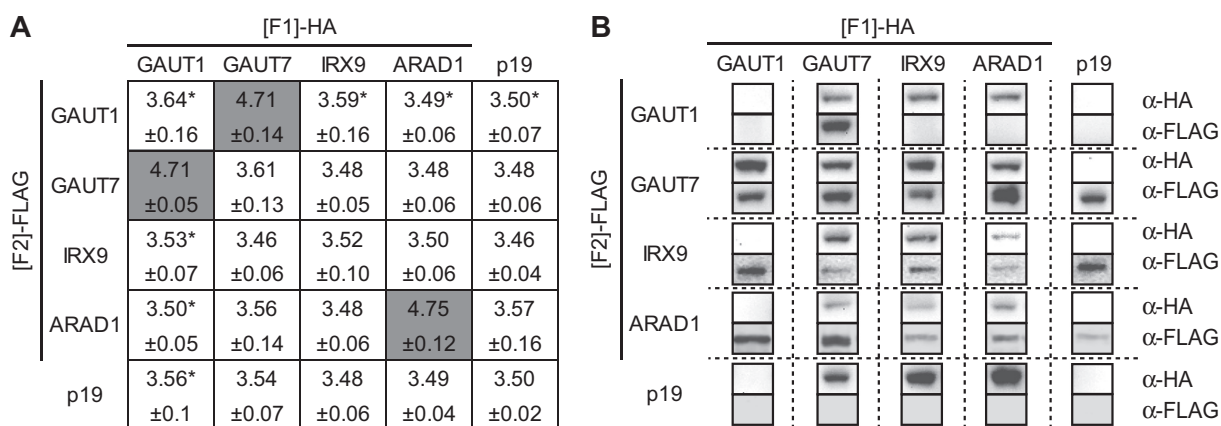 A
[F1]-HA
GAUT1 GAUT7 IRX9 ARAD1 p19
[F2]-FLAG
GAUT1 3.64* 4.71 3.59* 3.49* 3.50*
±0.16 ±0.14 ±0.16 ±0.06 ±0.07
GAUT7 4.71 3.61 3.48 3.48 3.48
±0.05 ±0.13 ±0.05 ±0.06 ±0.06
IRX9 3.53* 3.46 3.52 3.50 3.46
±0.07 ±0.06 ±0.10 ±0.06 ±0.04
ARAD1 3.50* 3.56 3.48 4.75 3.57
±0.05 ±0.14 ±0.06 ±0.12 ±0.16
p19 3.56* 3.54 3.48 3.49 3.50
±0.1 ±0.07 ±0.06 ±0.04 ±0.02
B
[F1]-HA
GAUT1 GAUT7 IRX9 ARAD1 p19
[F2]-FLAG
GAUT1 α-HA
α-FLAG
GAUT7 α-HA
α-FLAG
IRX9 α-HA
α-FLAG
ARAD1 α-HA
α-FLAG
p19 α-HA
α-FLAG